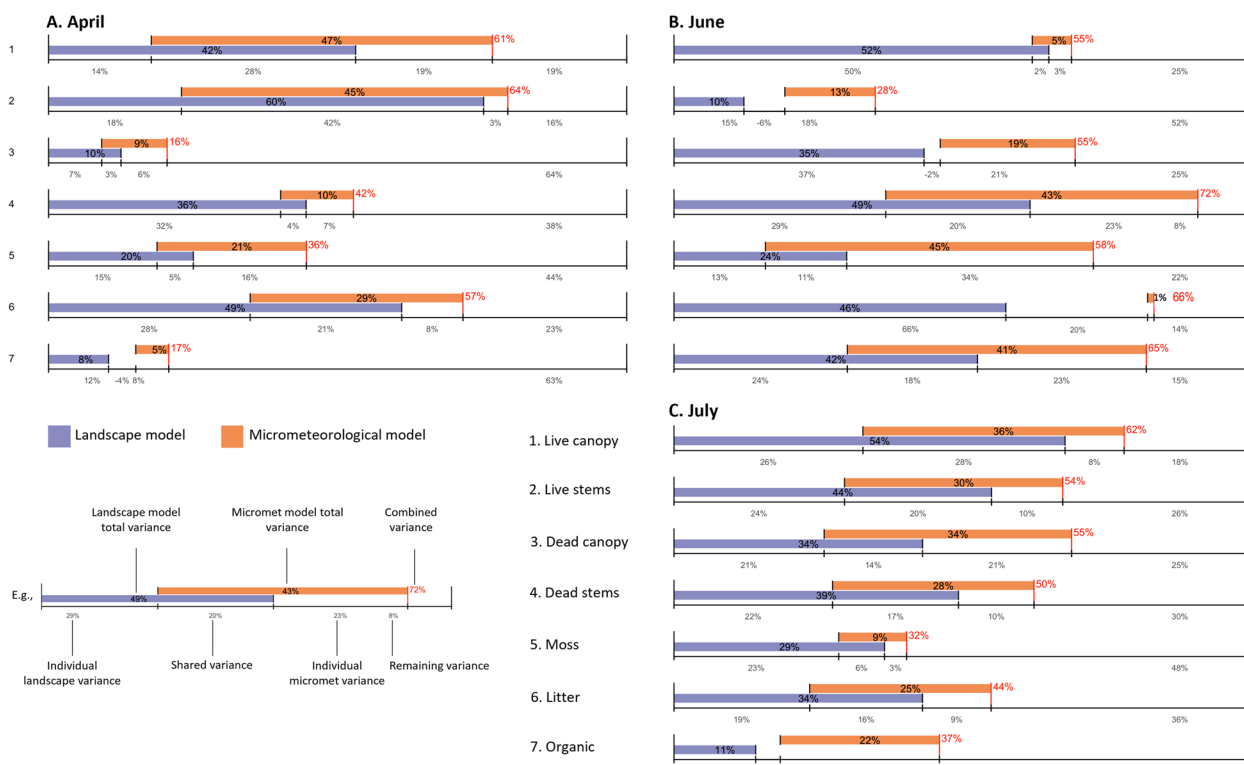 A. April
1
47%
61%
42%
14% 28% 19% 19%
2
45%
64%
60%
18% 42% 3% 16%
3
9%
16%
10%
7% 3% 6% 64%
4
10%
42%
36%
32% 4% 7% 38%
5
21%
36%
20%
15% 5% 16% 44%
6
29%
57%
49%
28% 21% 8% 23%
7
5%
17%
8%
12% -4% 8% 63%
B. June
5%
55%
52%
50% 2% 3% 25%
13%
28%
10%
15% -6% 18% 52%
19%
55%
35%
37% -2% 21% 25%
43%
72%
49%
29% 20% 23% 8%
45%
58%
24%
13% 11% 34% 22%
1%
66%
46%
66% 20% 14%
41%
65%
42%
24% 18% 23% 15%
Landscape model
Micrometeorological model
Landscape model
total variance
Micromet model total
variance
Combined
variance
E.g.,
43%
72%
49%
29% 20% 23% 8%
Individual
landscape variance
Shared variance
Individual
micromet variance
Remaining variance
1. Live canopy
2. Live stems
3. Dead canopy
4. Dead stems
5. Moss
6. Litter
7. Organic
C. July
36%
62%
54%
26% 28% 8% 18%
30%
54%
44%
24% 20% 10% 26%
34%
55%
34%
21% 14% 21% 25%
28%
50%
39%
22% 17% 10% 30%
9%
32%
29%
23% 6% 3% 48%
25%
44%
34%
19% 16% 9% 36%
22%
37%
11%